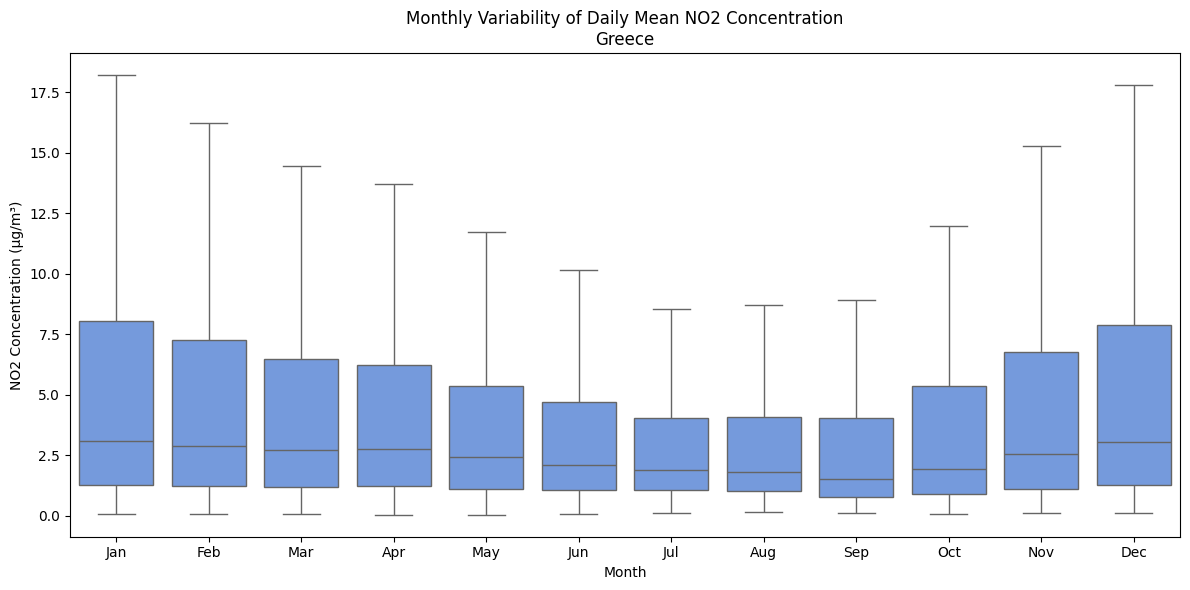 Monthly Variability of Daily Mean NO2 Concentration
Greece
NO2 Concentration (µg/m³)
17.5
15.0
12.5
10.0
7.5
5.0
2.5
0.0
Jan Feb Mar Apr May Jun Jul Aug Sep Oct Nov Dec
Month